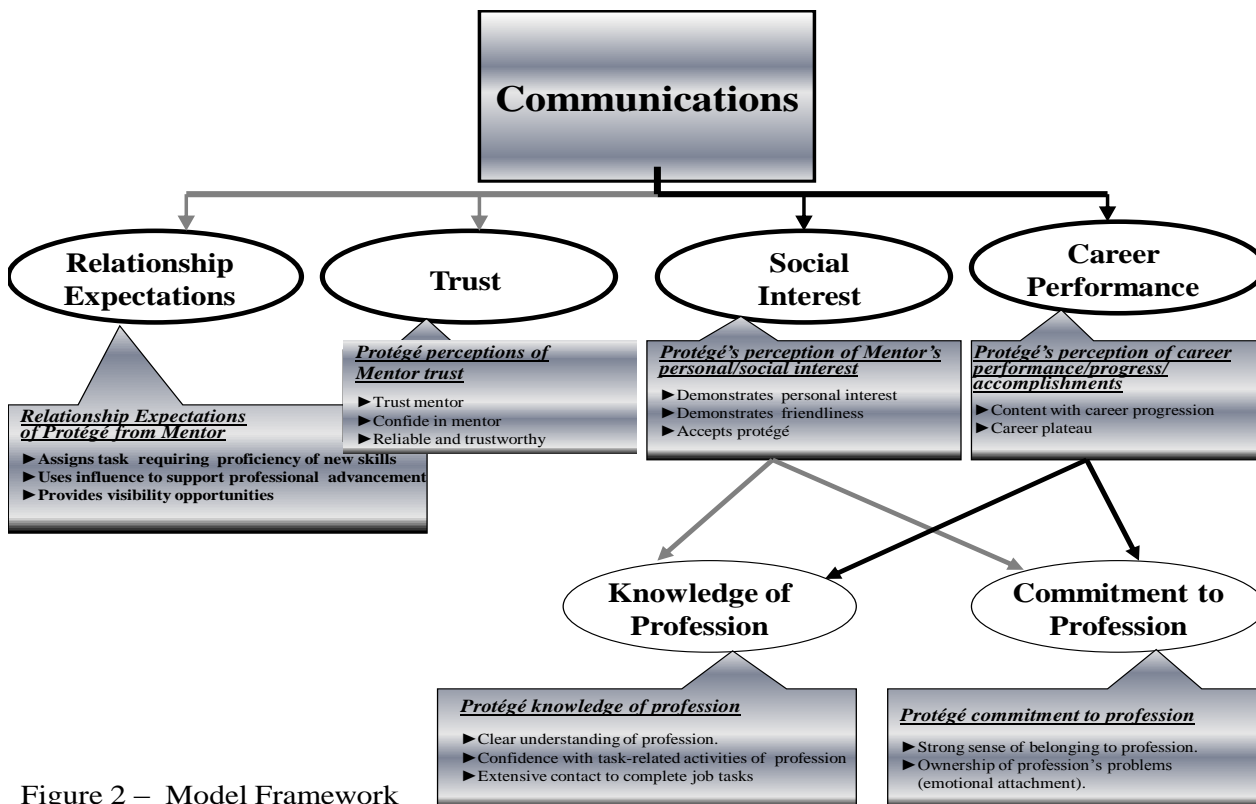 Communications
Relationship
Expectations
Trust
Social
Interest
Career
Performance
Relationship Expectations
of Protégé from Mentor
►Assigns task requiring proficiency of new skills
►Uses influence to support professional advancement
►Provides visibility opportunities
Protégé perceptions of
Mentor trust
►Trust mentor
►Confide in mentor
►Reliable and trustworthy
Protégé's perception of Mentor's
personal/social interest
►Demonstrates personal interest
►Demonstrates friendliness
►Accepts protégé
Protégé's perception of career
performance/progress/
accomplishments
►Content with career progression
►Career plateau
Knowledge of
Profession
Commitment to
Profession
Protégé knowledge of profession
►Clear understanding of profession.
►Confidence with task-related activities of profession
►Extensive contact to complete job tasks
Protégé commitment to profession
►Strong sense of belonging to profession.
►Ownership of profession's problems
(emotional attachment).
Figure 2 – Model Framework